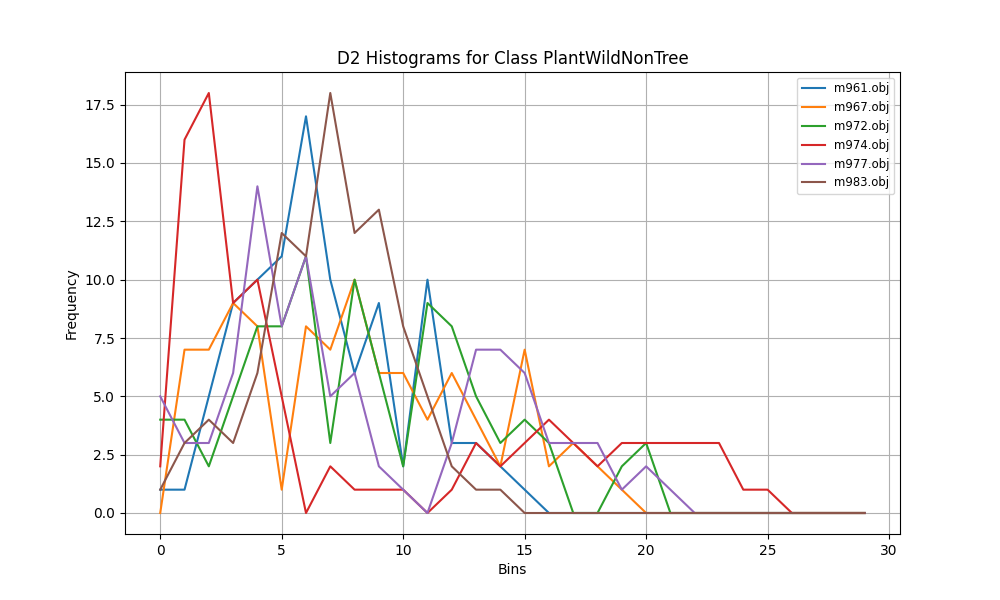 D2 Histograms for Class PlantWildNonTree
17.5
15.0
12.5
10.0
7.5
5.0
2.5
0.0
Frequency
0 5 10 15 20 25 30
Bins
m961.obj
m967.obj
m972.obj
m974.obj
m977.obj
m983.obj